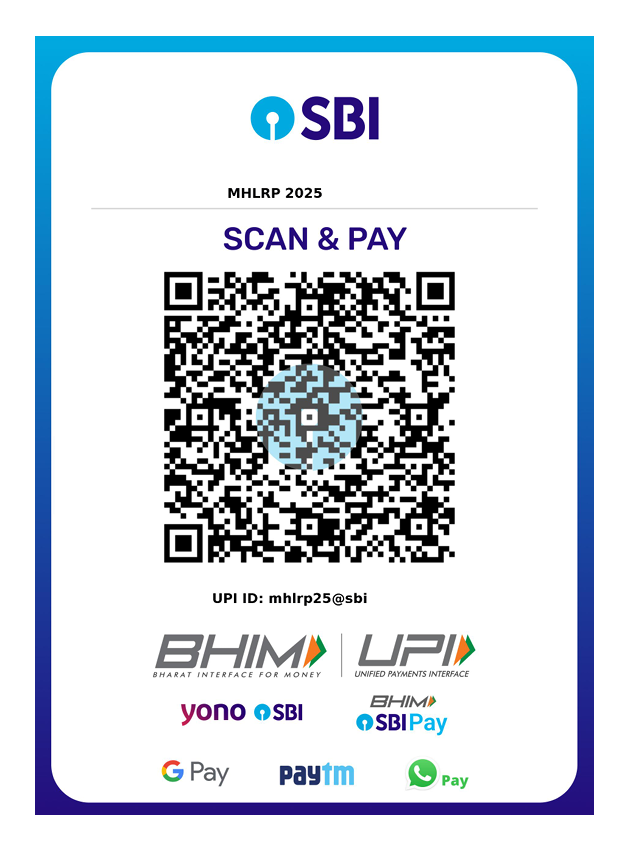 SBI
MHLRP 2025
SCAN & PAY
UPI ID: mhlrp25@sbi
BHIM UPI
BHARAT INTERFACE FOR MONEY UNIFIED PAYMENTS INTERFACE
yono SBI
BHIM
SBI Pay
G Pay paytm Pay